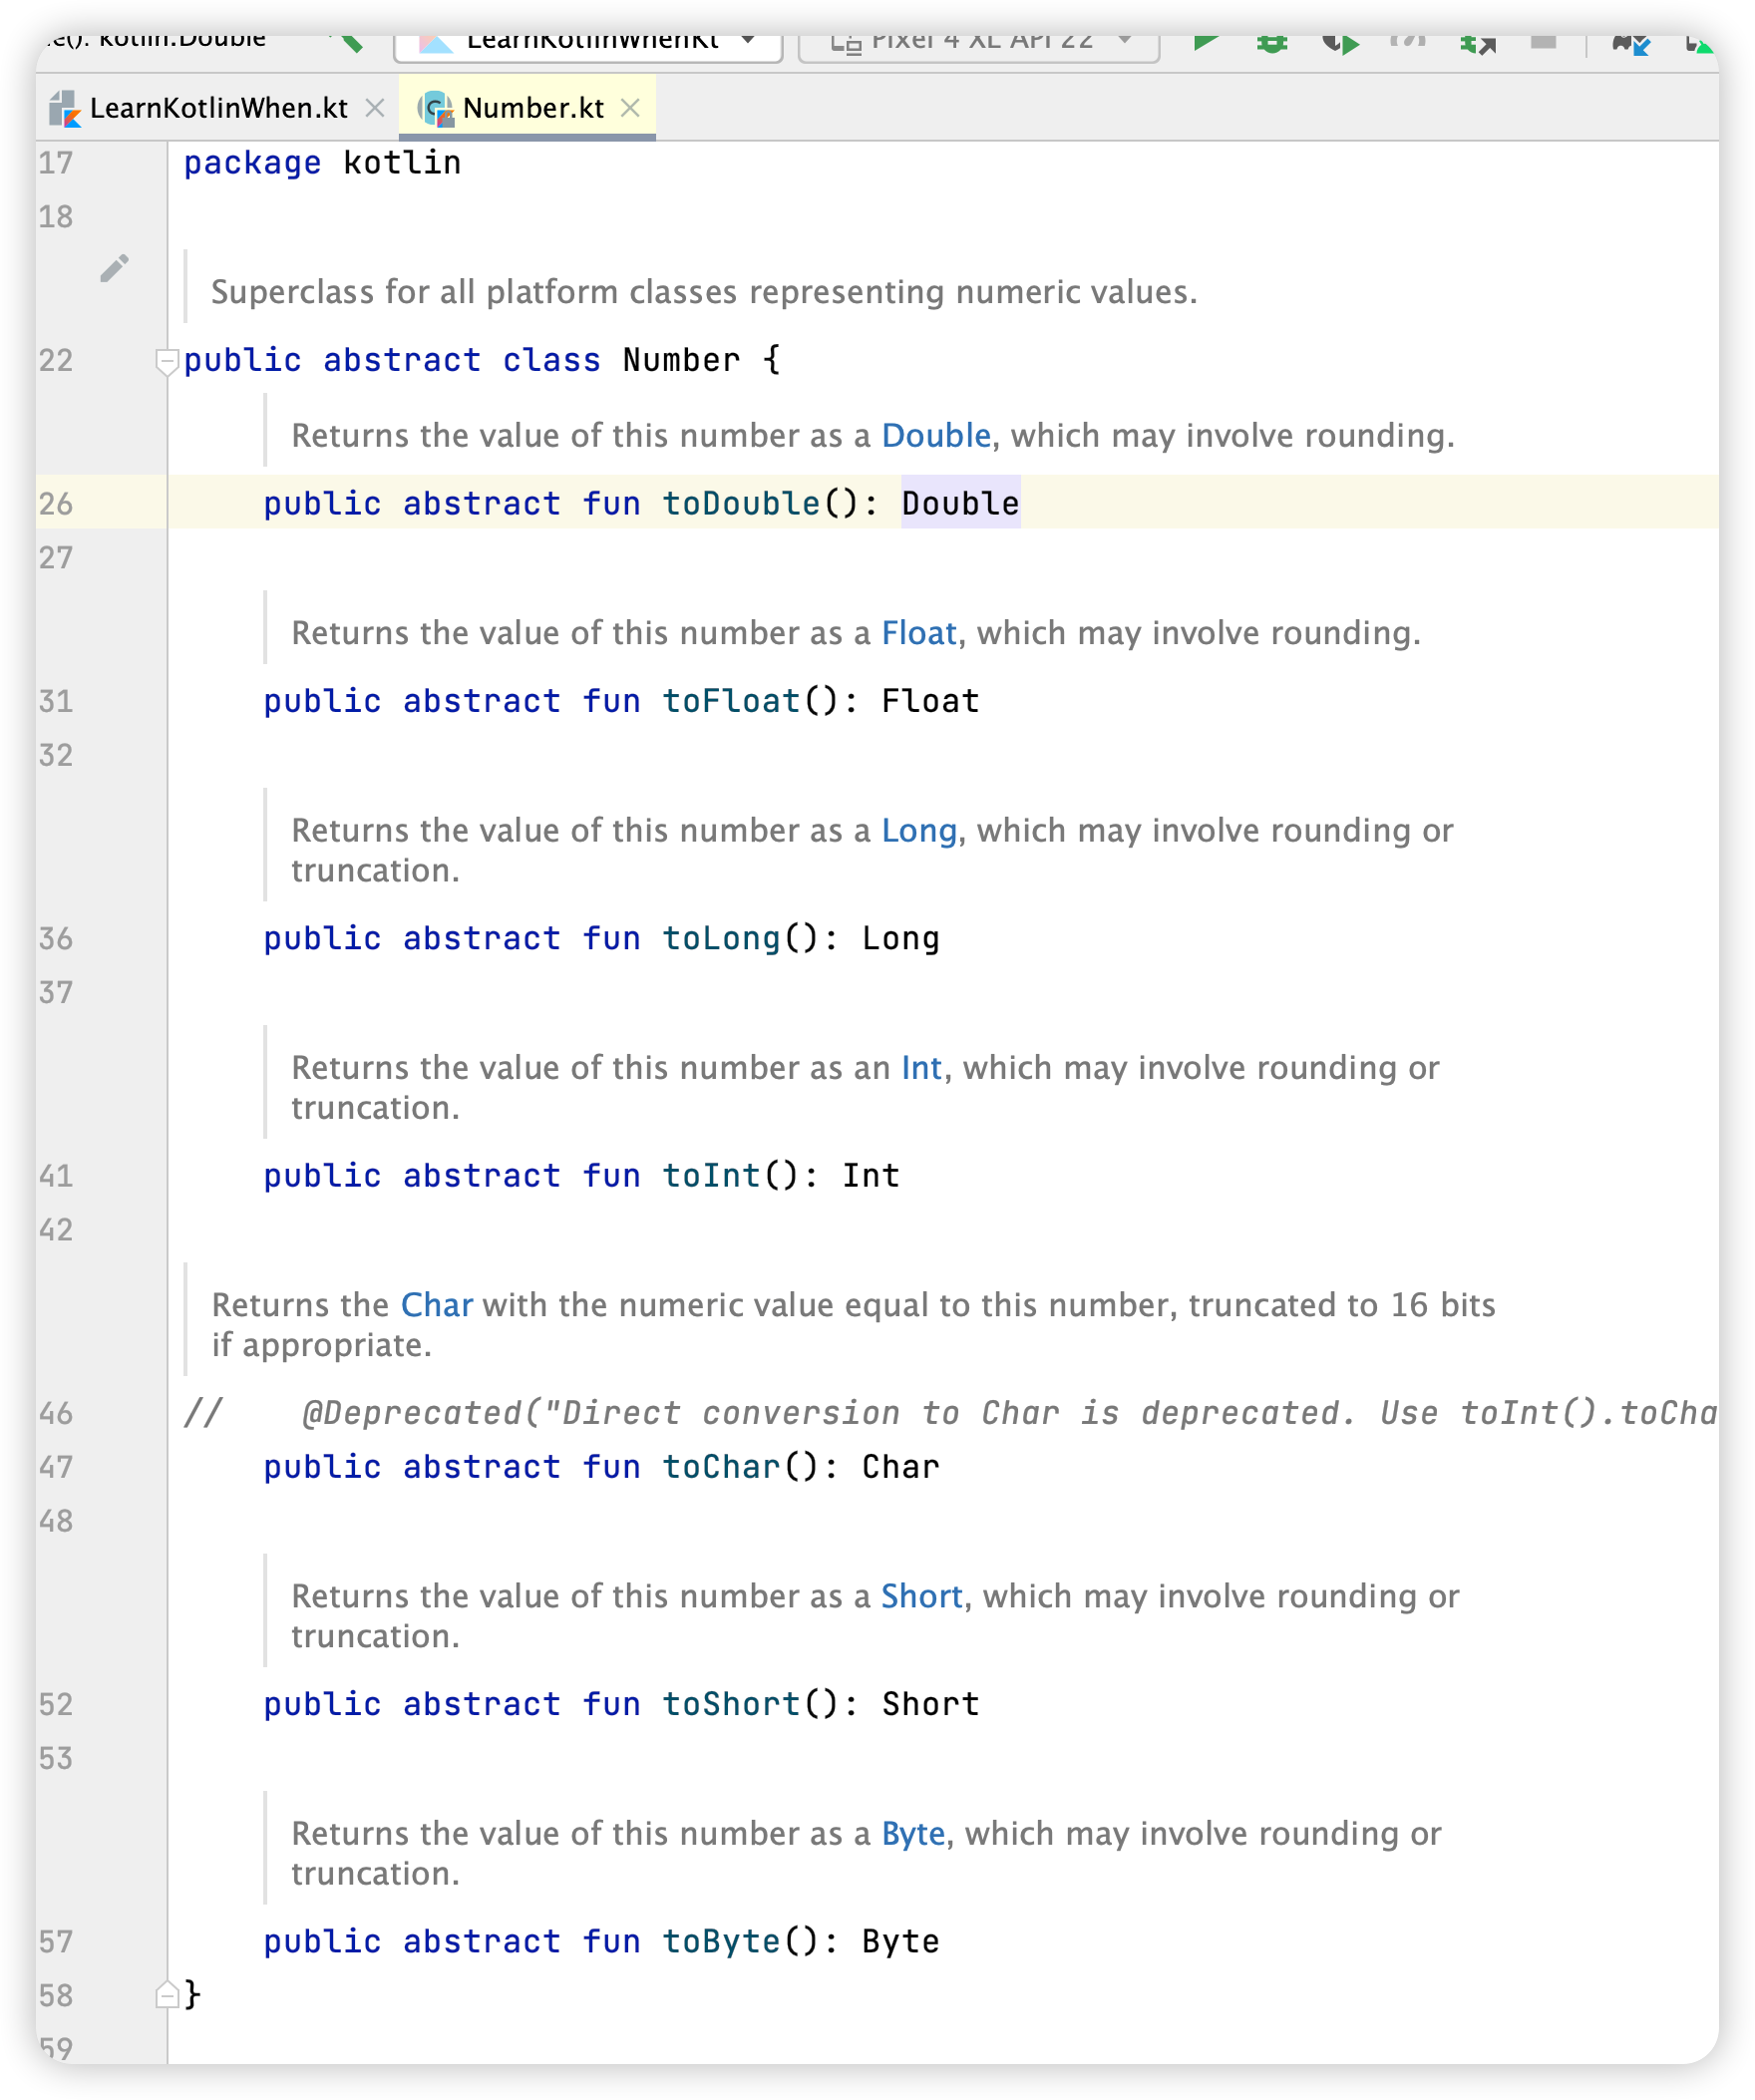 e(): kotlin.Double LearnKotlinWhenKt Pixel 4 XL API 22
LearnKotlinWhen.kt Number.kt
17 package kotlin
18
Superclass for all platform classes representing numeric values.
22 public abstract class Number {
Returns the value of this number as a Double, which may involve rounding.
26 public abstract fun toDouble(): Double
27
Returns the value of this number as a Float, which may involve rounding.
31 public abstract fun toFloat(): Float
32
Returns the value of this number as a Long, which may involve rounding or
truncation.
36 public abstract fun toLong(): Long
37
Returns the value of this number as an Int, which may involve rounding or
truncation.
41 public abstract fun toInt(): Int
42
Returns the Char with the numeric value equal to this number, truncated to 16 bits
if appropriate.
46 //    @Deprecated("Direct conversion to Char is deprecated. Use toInt().toCha
47 public abstract fun toChar(): Char
48
Returns the value of this number as a Short, which may involve rounding or
truncation.
52 public abstract fun toShort(): Short
53
Returns the value of this number as a Byte, which may involve rounding or
truncation.
57 public abstract fun toByte(): Byte
58 }
59